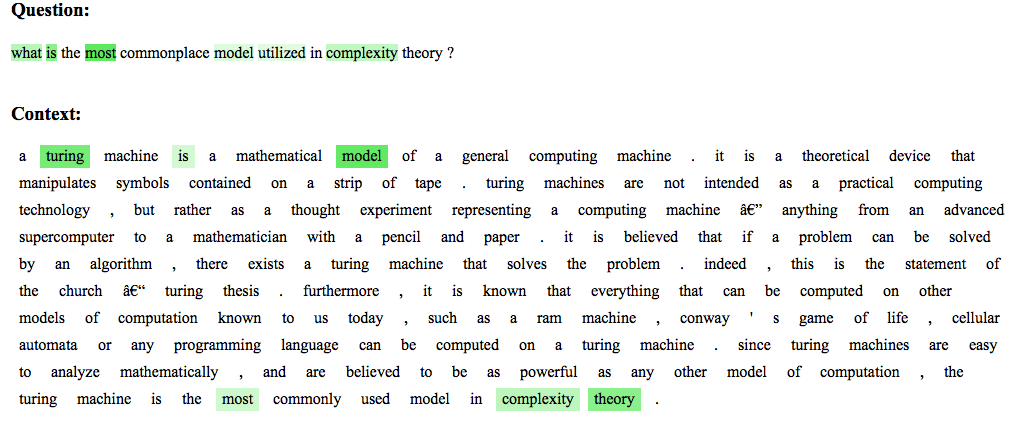 Question:
what is the most commonplace model utilized in complexity theory ?
Context:
a turing machine is a mathematical model of a general computing machine . it is a theoretical device that
manipulates symbols contained on a strip of tape . turing machines are not intended as a practical computing
technology , but rather as a thought experiment representing a computing machine â€” anything from an advanced
supercomputer to a mathematician with a pencil and paper . it is believed that if a problem can be solved
by an algorithm , there exists a turing machine that solves the problem . indeed , this is the statement of
the church â€“ turing thesis . furthermore , it is known that everything that can be computed on other
models of computation known to us today , such as a ram machine , conway ' s game of life , cellular
automata or any programming language can be computed on a turing machine . since turing machines are easy
to analyze mathematically , and are believed to be as powerful as any other model of computation , the
turing machine is the most commonly used model in complexity theory .